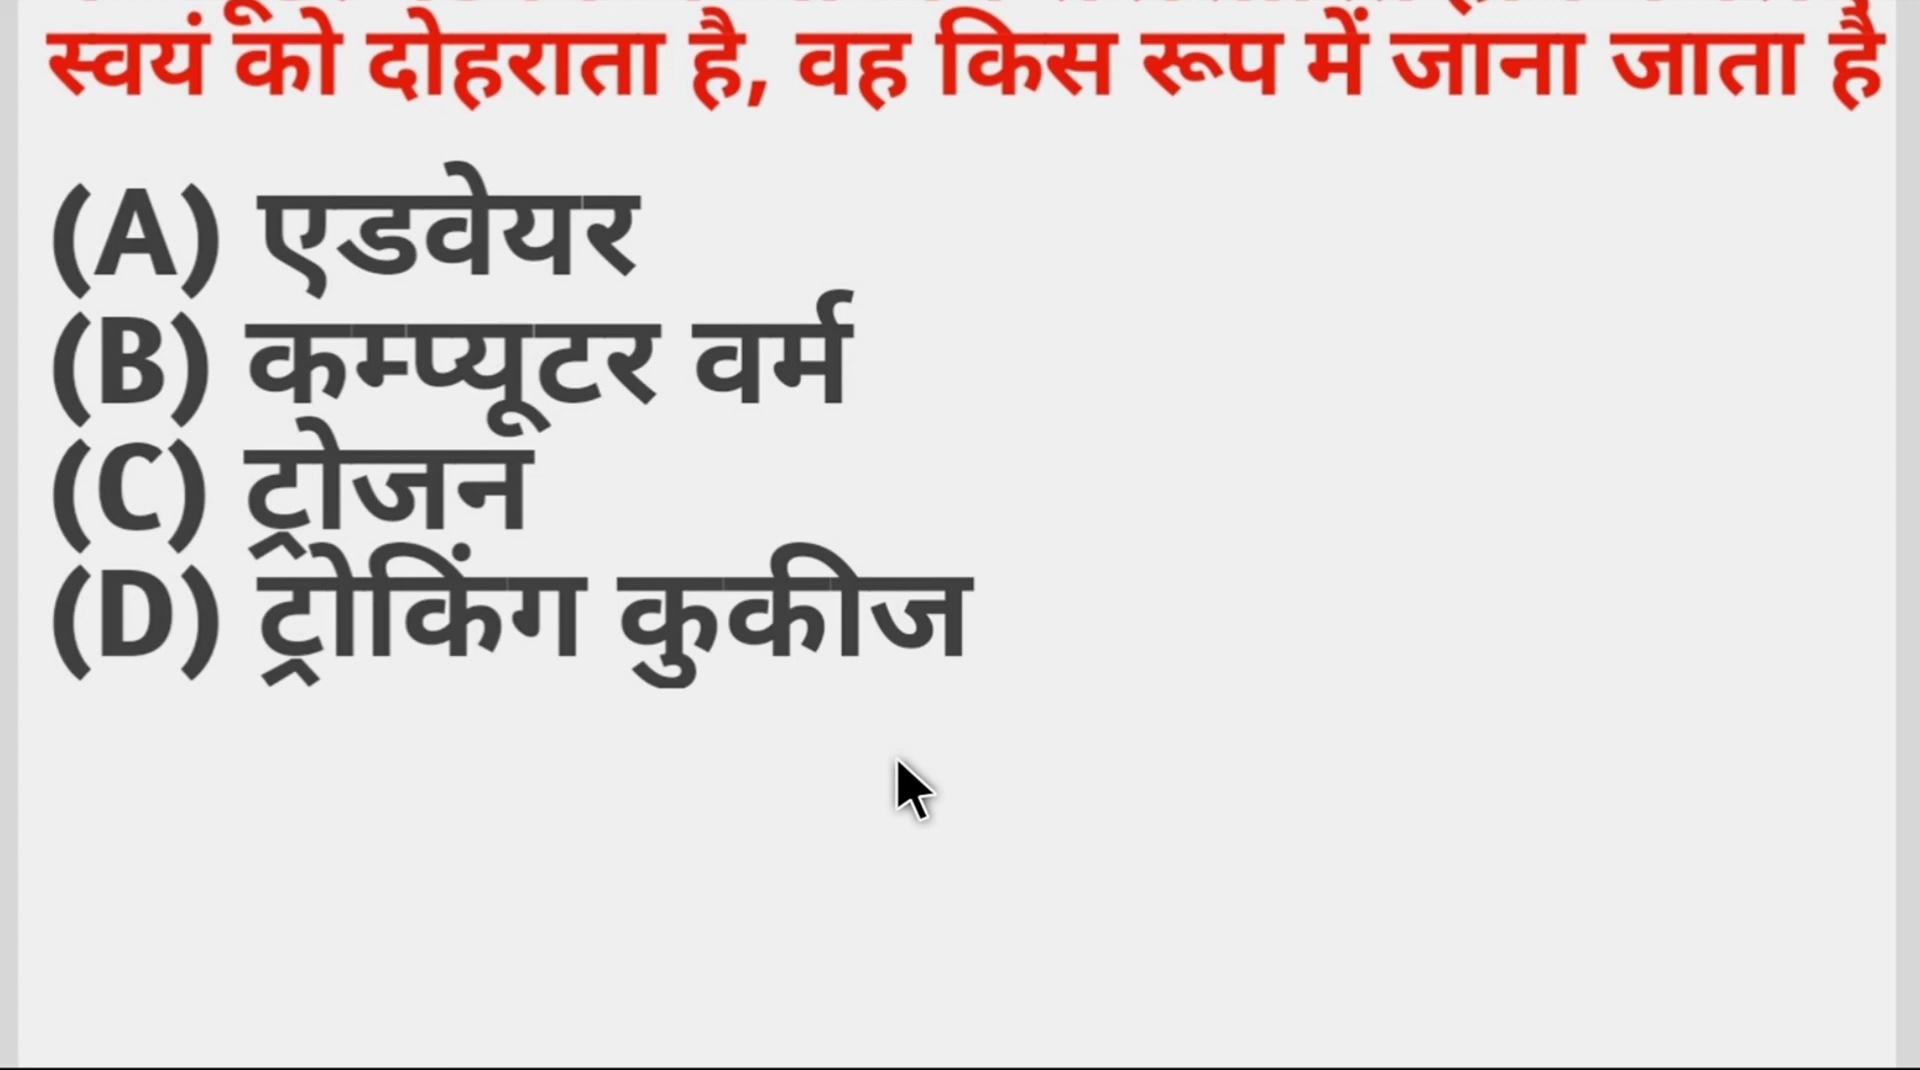 स्वयं को दोहराता है, वह किस रूप में जाना जाता है
(A) एडवेयर
(B) कम्प्यूटर वर्म
(C) ट्रोजन
(D) ट्रोकिंग कुकीज